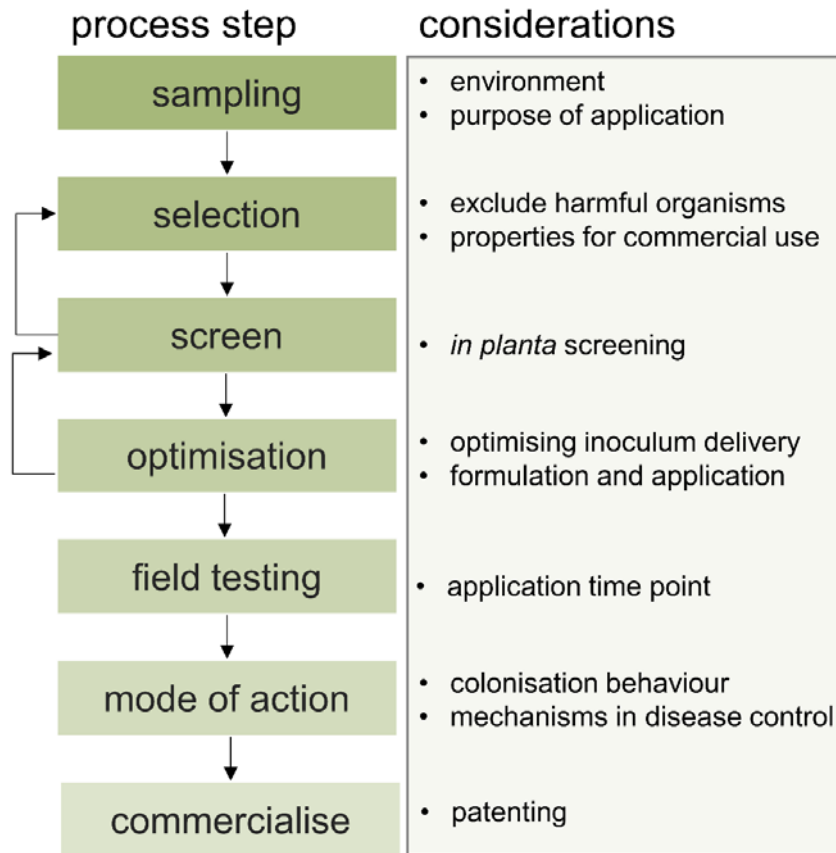 process step
considerations
sampling
• environment
• purpose of application
selection
• exclude harmful organisms
• properties for commercial use
screen
• in planta screening
optimisation
• optimising inoculum delivery
• formulation and application
field testing
• application time point
mode of action
• colonisation behaviour
• mechanisms in disease control
commercialise
• patenting